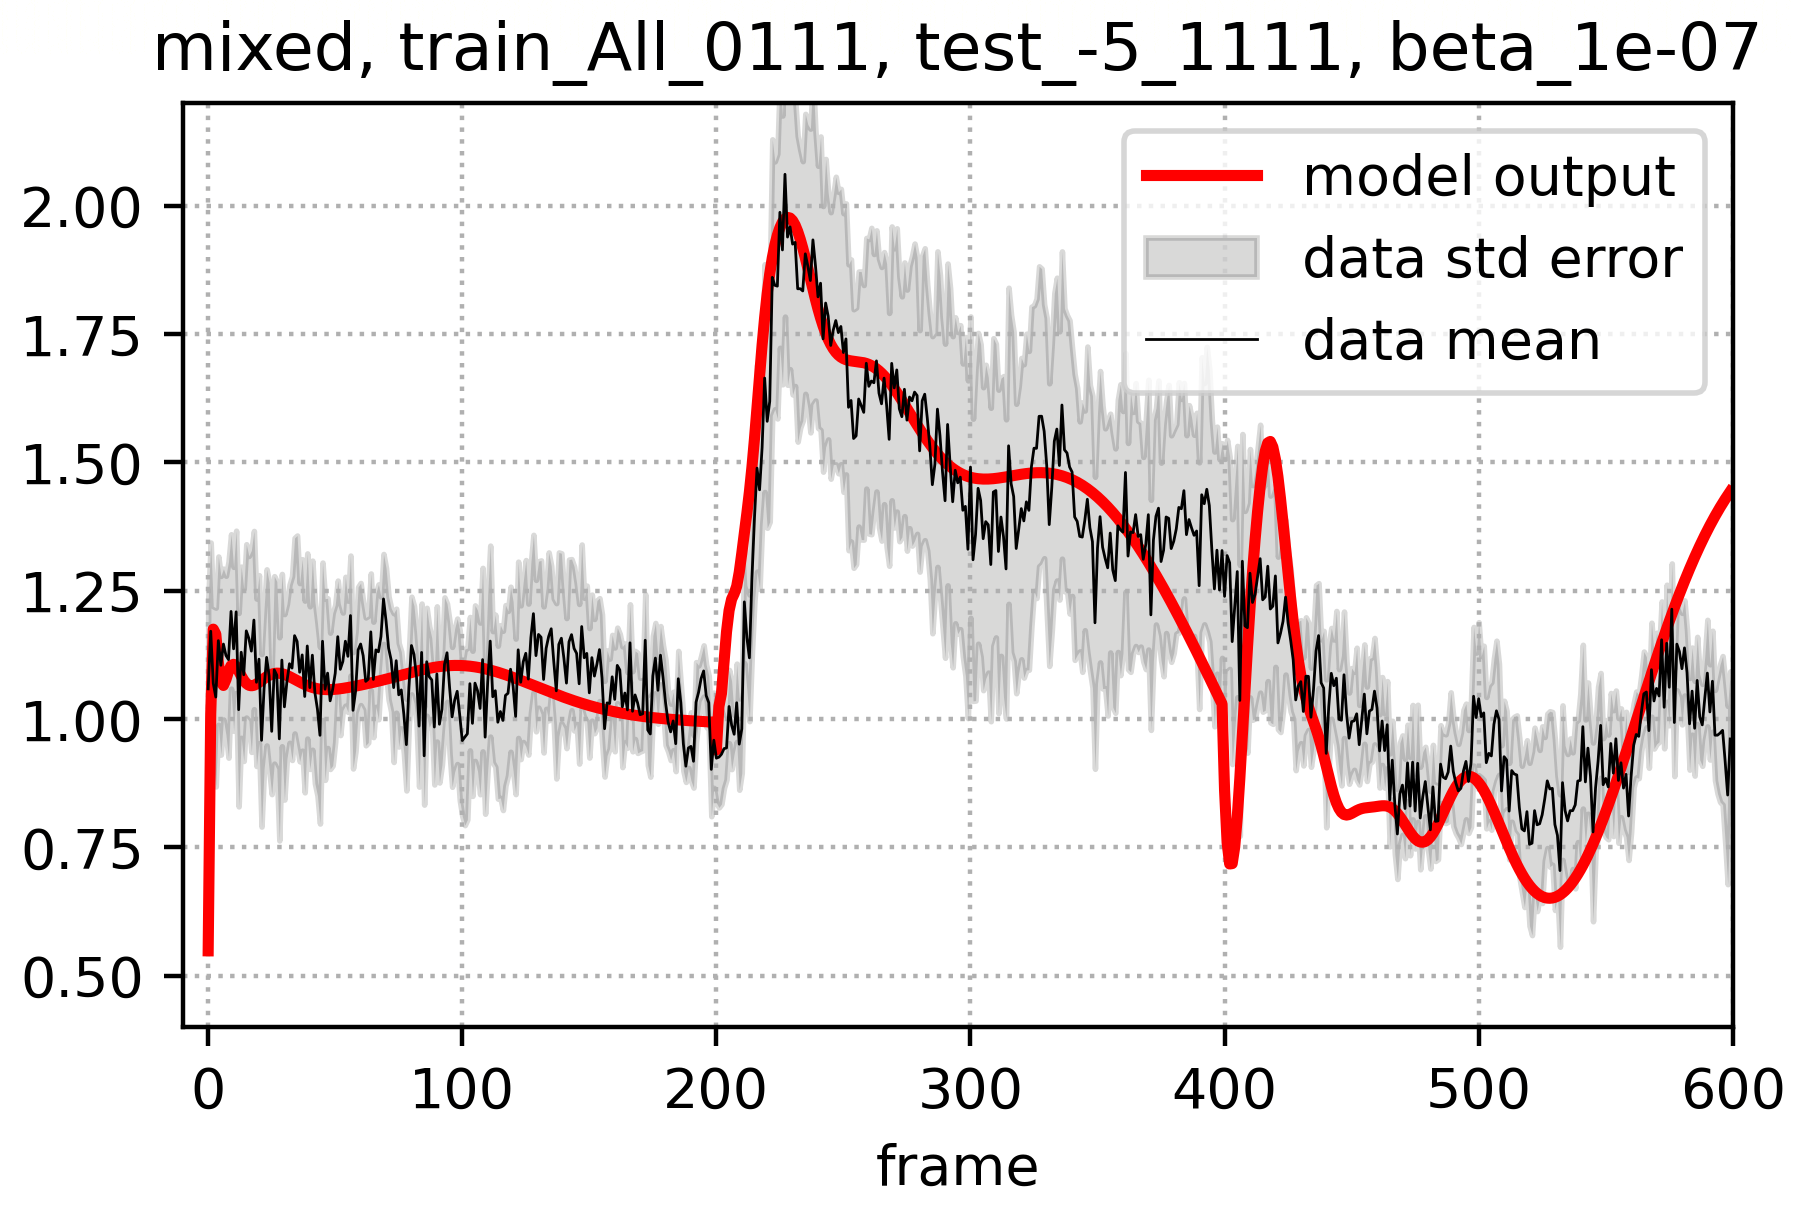 mixed, train_All_0111, test_-5_1111, beta_1e-07
model output
data std error
data mean
2.00
1.75
1.50
1.25
1.00
0.75
0.50
0 100 200 300 400 500 600
frame